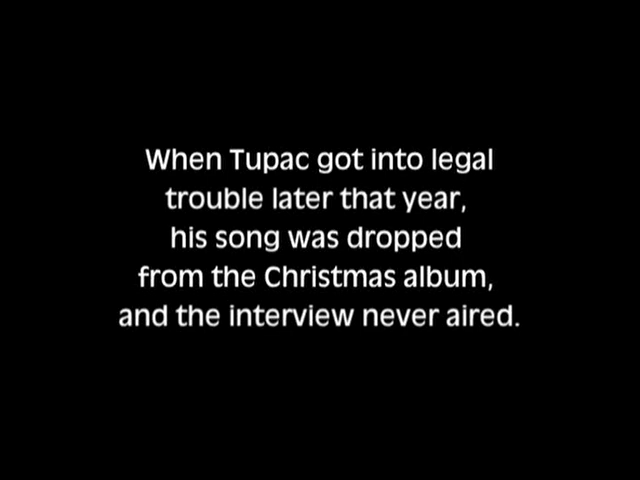 When Tupac got into legal
trouble later that year,
his song was dropped
from the Christmas album,
and the interview never aired.